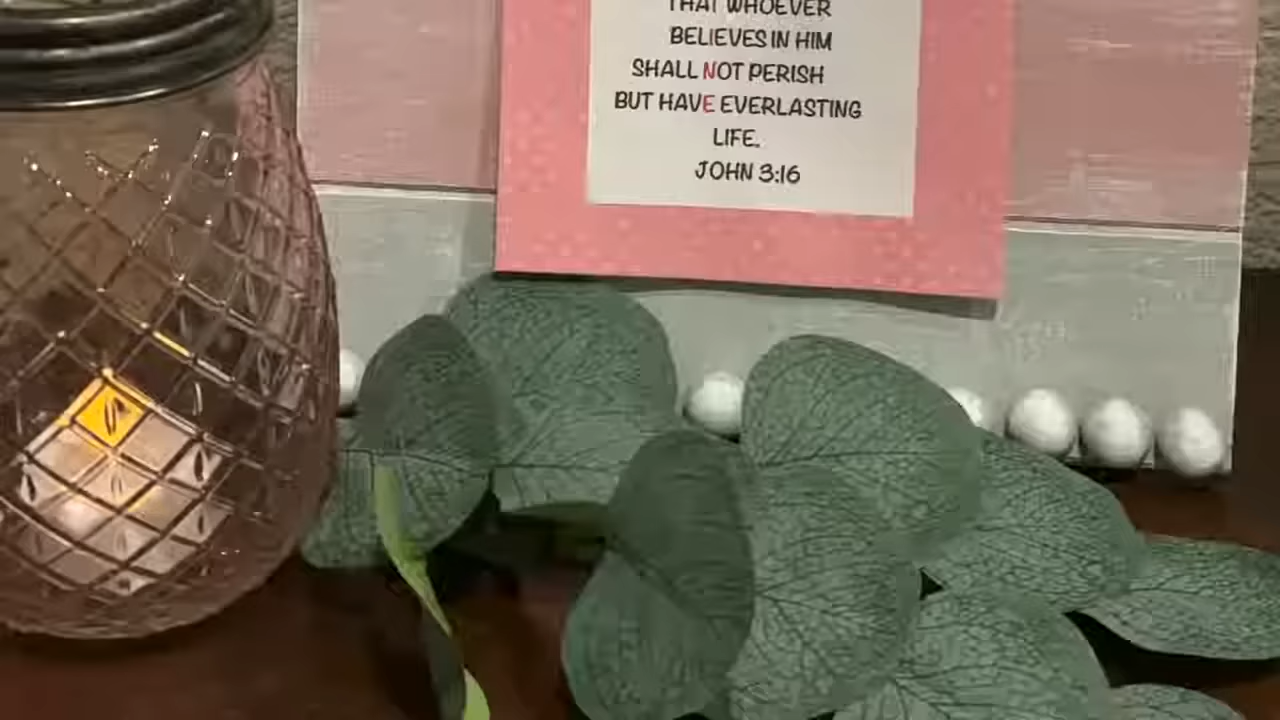 THAT WHOEVER
BELIEVES IN HIM
SHALL NOT PERISH
BUT HAVE EVERLASTING
LIFE.
JOHN 3:16